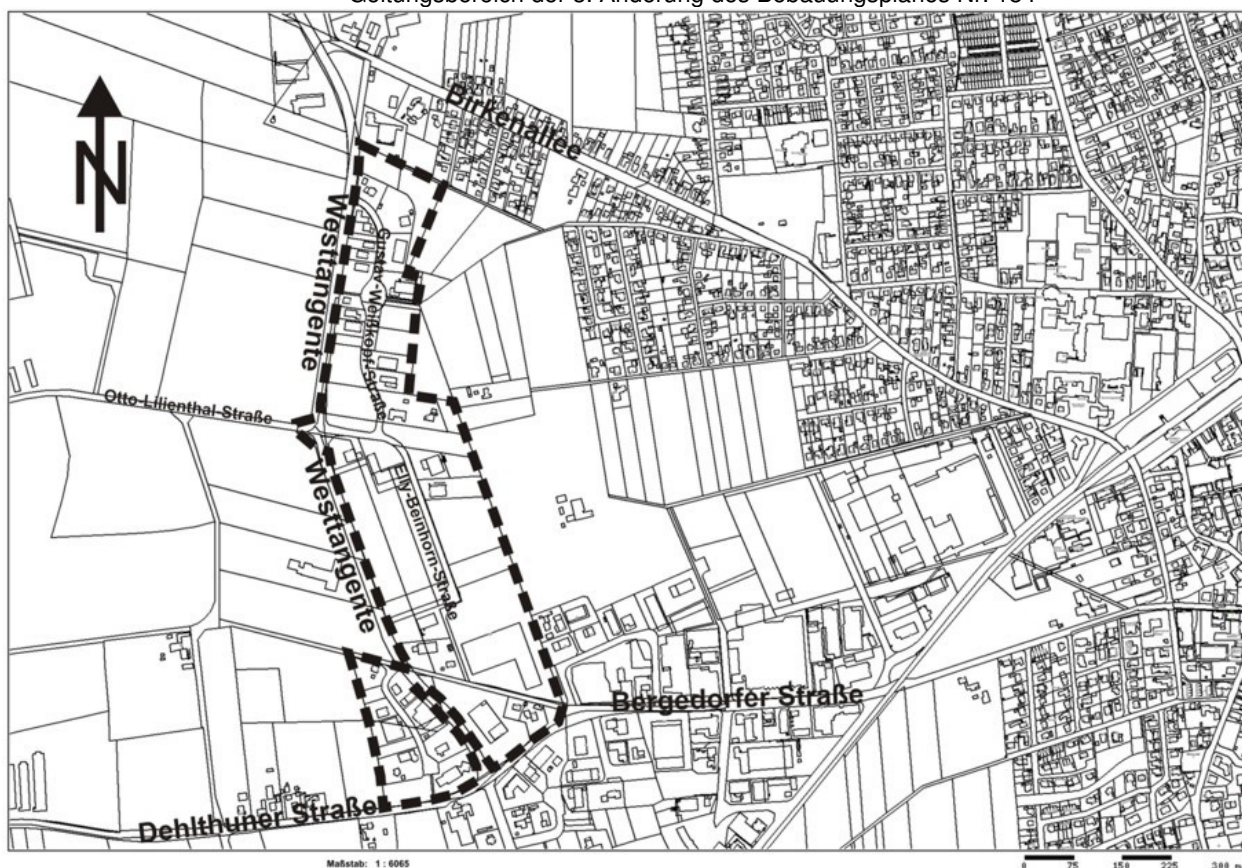 Geltungsbereich der 3. Änderung des Bebauungsplanes Nr. 184
N
Birkenallee
Westtangente
Gustav-Weißkopf-Straße
Otto-Lilienthal-Straße
Westtangente
Elly-Beinhorn-Straße
Bergedorfer Straße
Dehlthuner Straße
Maßstab: 1 : 6065
0 75 150 225 300 m